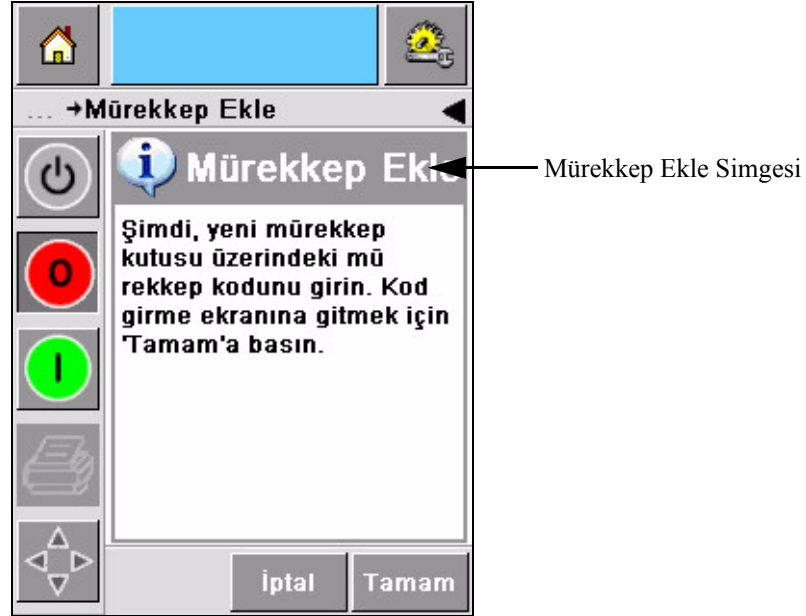 ... →Mürekkep Ekle
Mürekkep Ekle
Mürekkep Ekle Simgesi
Şimdi, yeni mürekkep
kutusu üzerindeki mü
rekkep kodunu girin. Kod
girme ekranına gitmek için
'Tamam'a basın.
O
I
İptal
Tamam